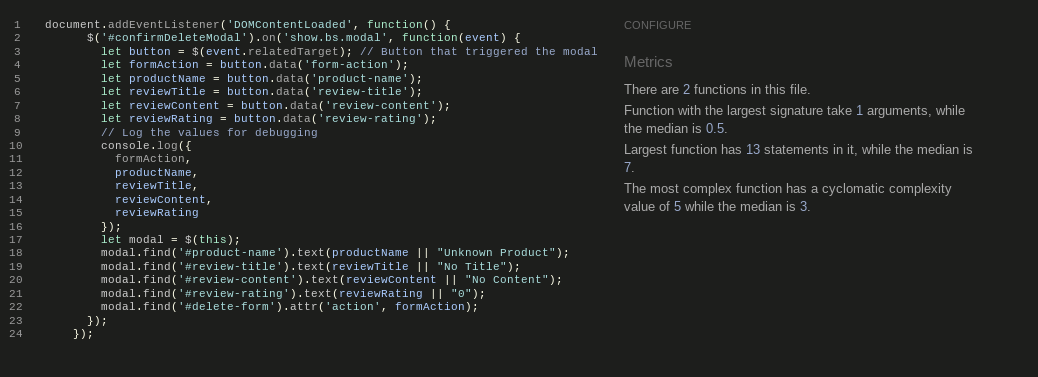 1 document.addEventListener('DOMContentLoaded', function() {
2 $('#confirmDeleteModal').on('show.bs.modal', function(event) {
3 let button = $(event.relatedTarget); // Button that triggered the modal
4 let formAction = button.data('form-action');
5 let productName = button.data('product-name');
6 let reviewTitle = button.data('review-title');
7 let reviewContent = button.data('review-content');
8 let reviewRating = button.data('review-rating');
9 // Log the values for debugging
10 console.log({
11 formAction,
12 productName,
13 reviewTitle,
14 reviewContent,
15 reviewRating
16 });
17 let modal = $(this);
18 modal.find('#product-name').text(productName || "Unknown Product");
19 modal.find('#review-title').text(reviewTitle || "No Title");
20 modal.find('#review-content').text(reviewContent || "No Content");
21 modal.find('#review-rating').text(reviewRating || "0");
22 modal.find('#delete-form').attr('action', formAction);
23 });
24 });
CONFIGURE
Metrics
There are 2 functions in this file.
Function with the largest signature take 1 arguments, while
the median is 0.5.
Largest function has 13 statements in it, while the median is
7.
The most complex function has a cyclomatic complexity
value of 5 while the median is 3.